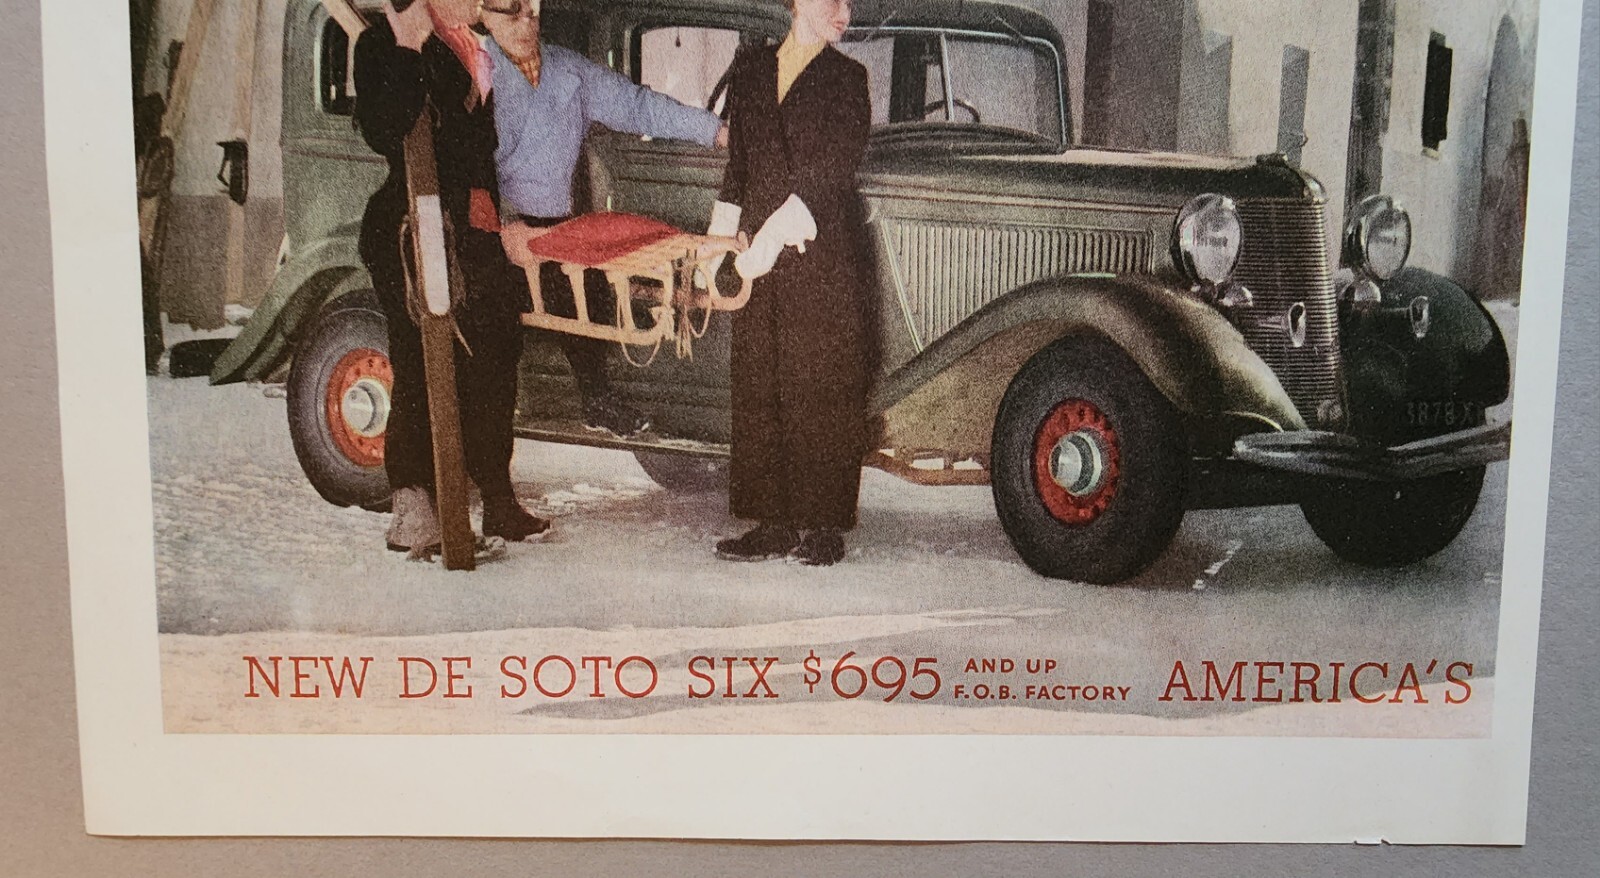 NEW DE SOTO SIX $695 AND UP
F.O.B. FACTORY AMERICA'S